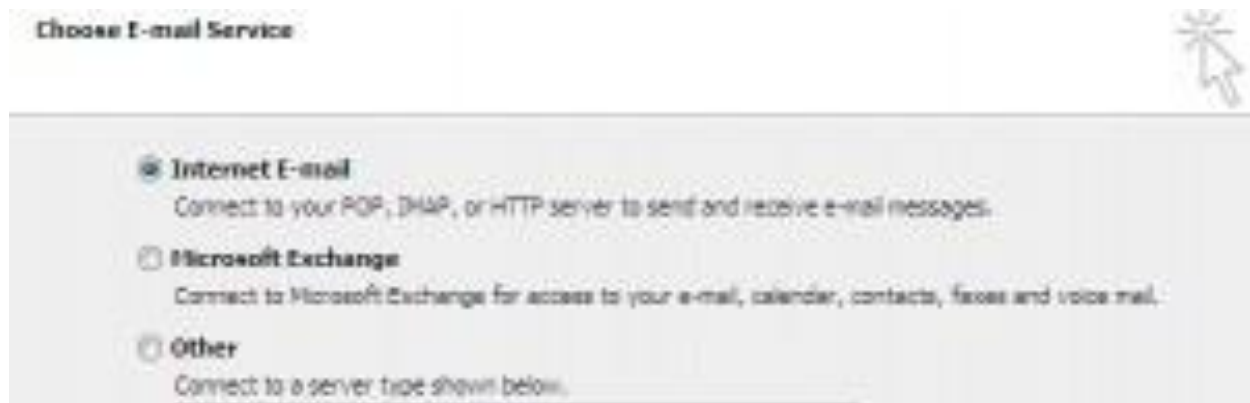 Choose E-mail Service
Internet E-mail
Connect to your POP, IMAP, or HTTP server to send and receive e-mail messages.
Microsoft Exchange
Connect to Microsoft Exchange for access to your e-mail, calendar, contacts, faxes and voice mail.
Other
Connect to a server type shown below.